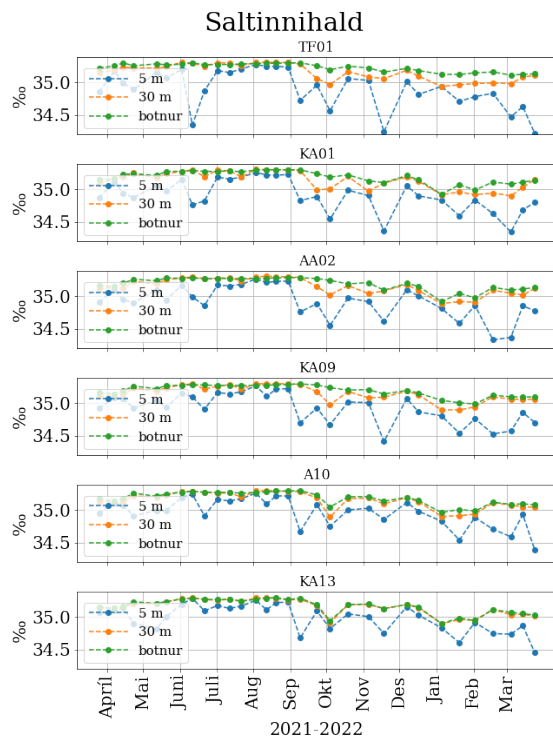 Saltinnihald
TF01
‰
35.0
34.5
5 m
30 m
botnur
KA01
‰
35.0
34.5
5 m
30 m
botnur
AA02
‰
35.0
34.5
5 m
30 m
botnur
KA09
‰
35.0
34.5
5 m
30 m
botnur
A10
‰
35.0
34.5
5 m
30 m
botnur
KA13
‰
35.0
34.5
5 m
30 m
botnur
Apríl Mai Juni Juli Aug Sep Okt Nov Des Jan Feb Mar
2021-2022